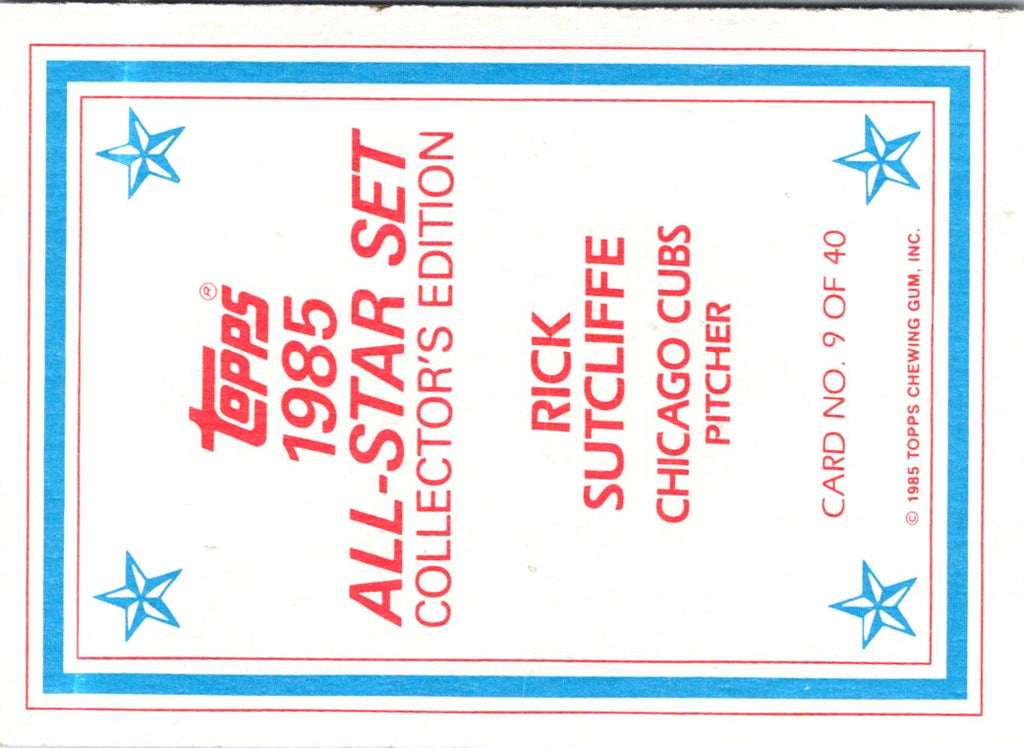 topps®
1985
ALL-STAR SET
COLLECTOR'S EDITION
RICK
SUTCLIFFE
CHICAGO CUBS
PITCHER
CARD NO. 9 OF 40
© 1985 TOPPS CHEWING GUM, INC.